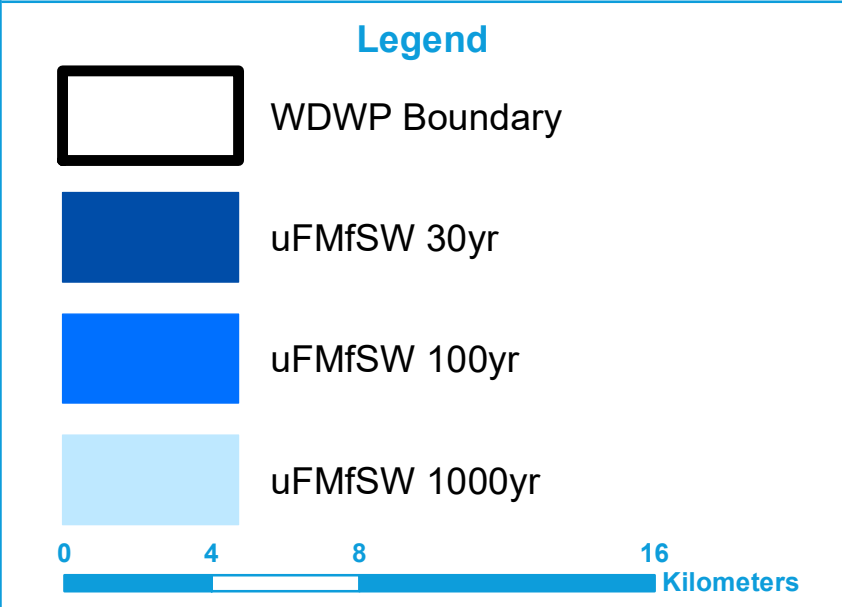 Legend
WDWP Boundary
uFMfSW 30yr
uFMfSW 100yr
uFMfSW 1000yr
0 4 8 16
Kilometers